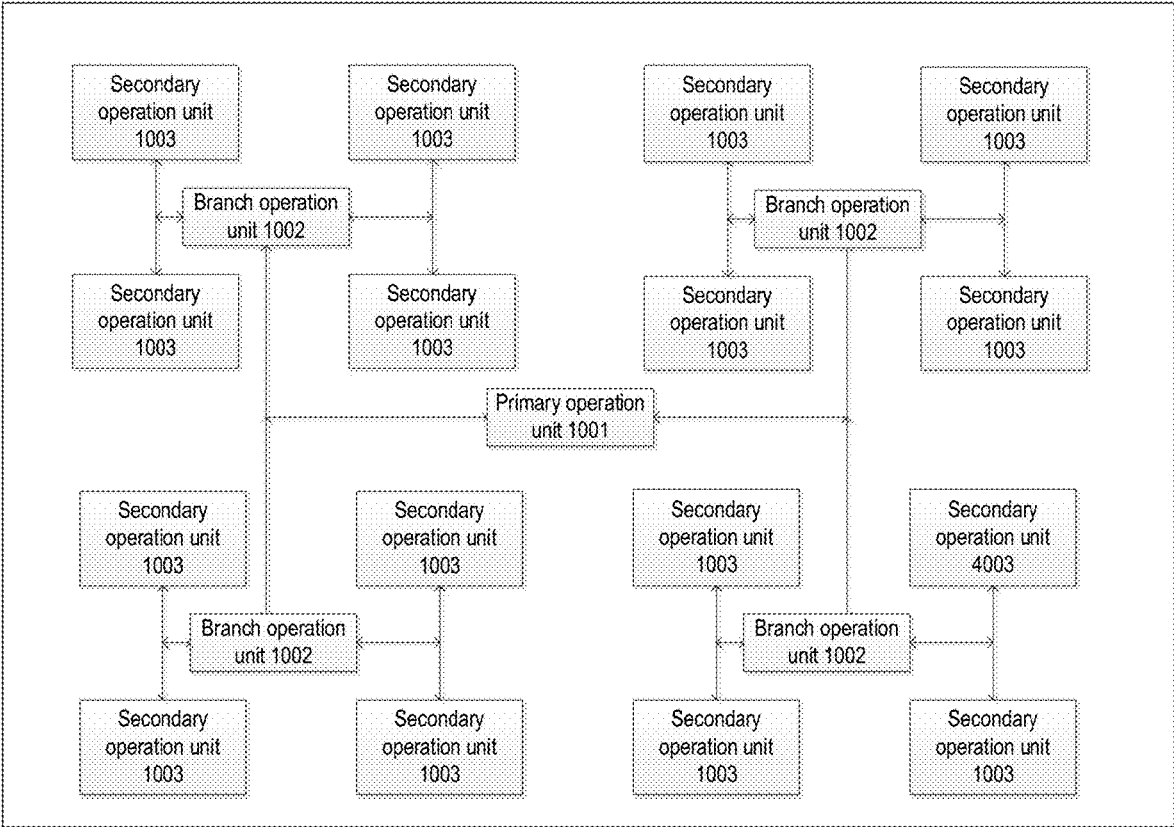 Secondary
operation unit
1003
Secondary
operation unit
1003
Secondary
operation unit
1003
Secondary
operation unit
1003
Branch operation
unit 1002
Branch operation
unit 1002
Secondary
operation unit
1003
Secondary
operation unit
1003
Secondary
operation unit
1003
Secondary
operation unit
1003
Primary operation
unit 1001
Secondary
operation unit
1003
Secondary
operation unit
1003
Secondary
operation unit
1003
Secondary
operation unit
4003
Branch operation
unit 1002
Branch operation
unit 1002
Secondary
operation unit
1003
Secondary
operation unit
1003
Secondary
operation unit
1003
Secondary
operation unit
1003